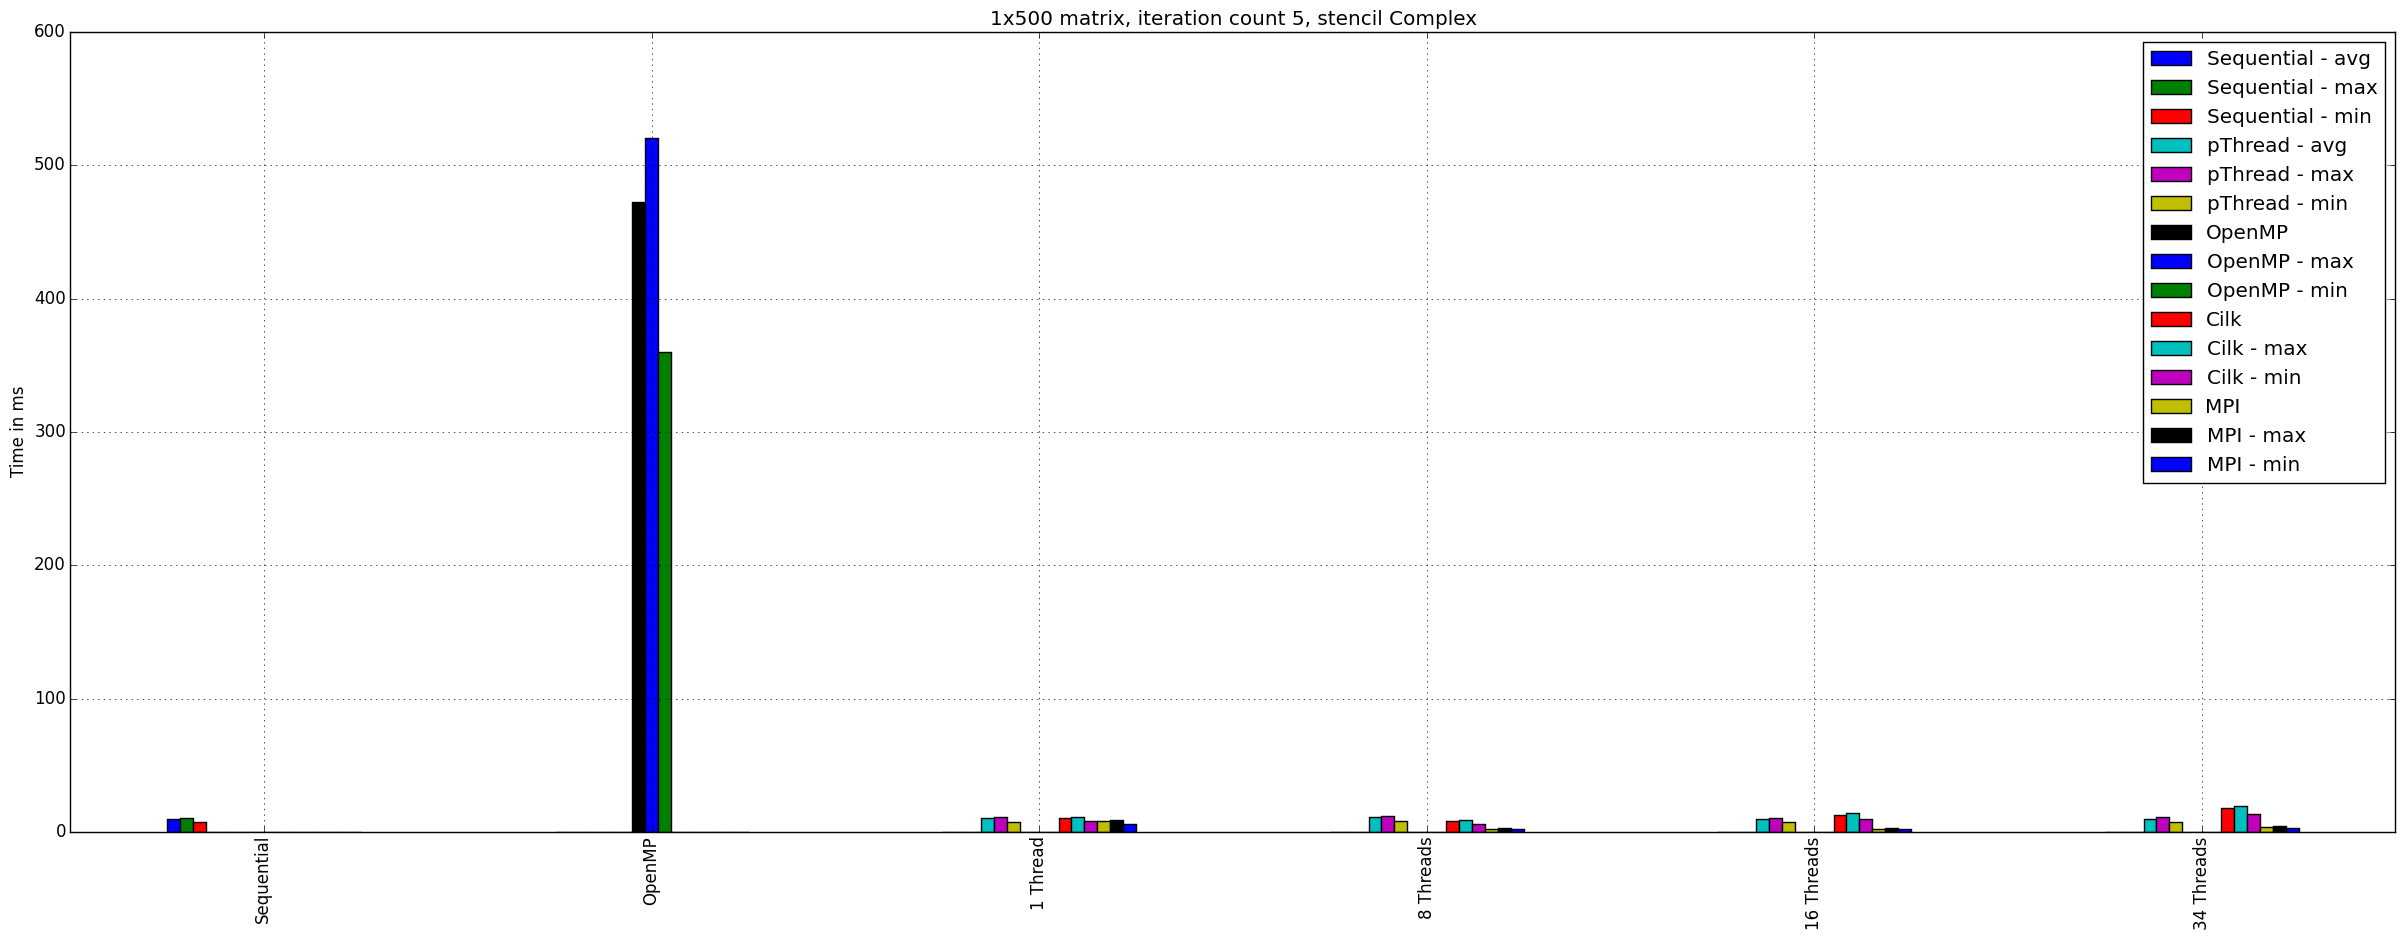 1x500 matrix, iteration count 5, stencil Complex
600
500
400
300
200
100
0
Time in ms
Sequential - avg
Sequential - max
Sequential - min
pThread - avg
pThread - max
pThread - min
OpenMP
OpenMP - max
OpenMP - min
Cilk
Cilk - max
Cilk - min
MPI
MPI - max
MPI - min
Sequential
OpenMP
1 Thread
8 Threads
16 Threads
34 Threads